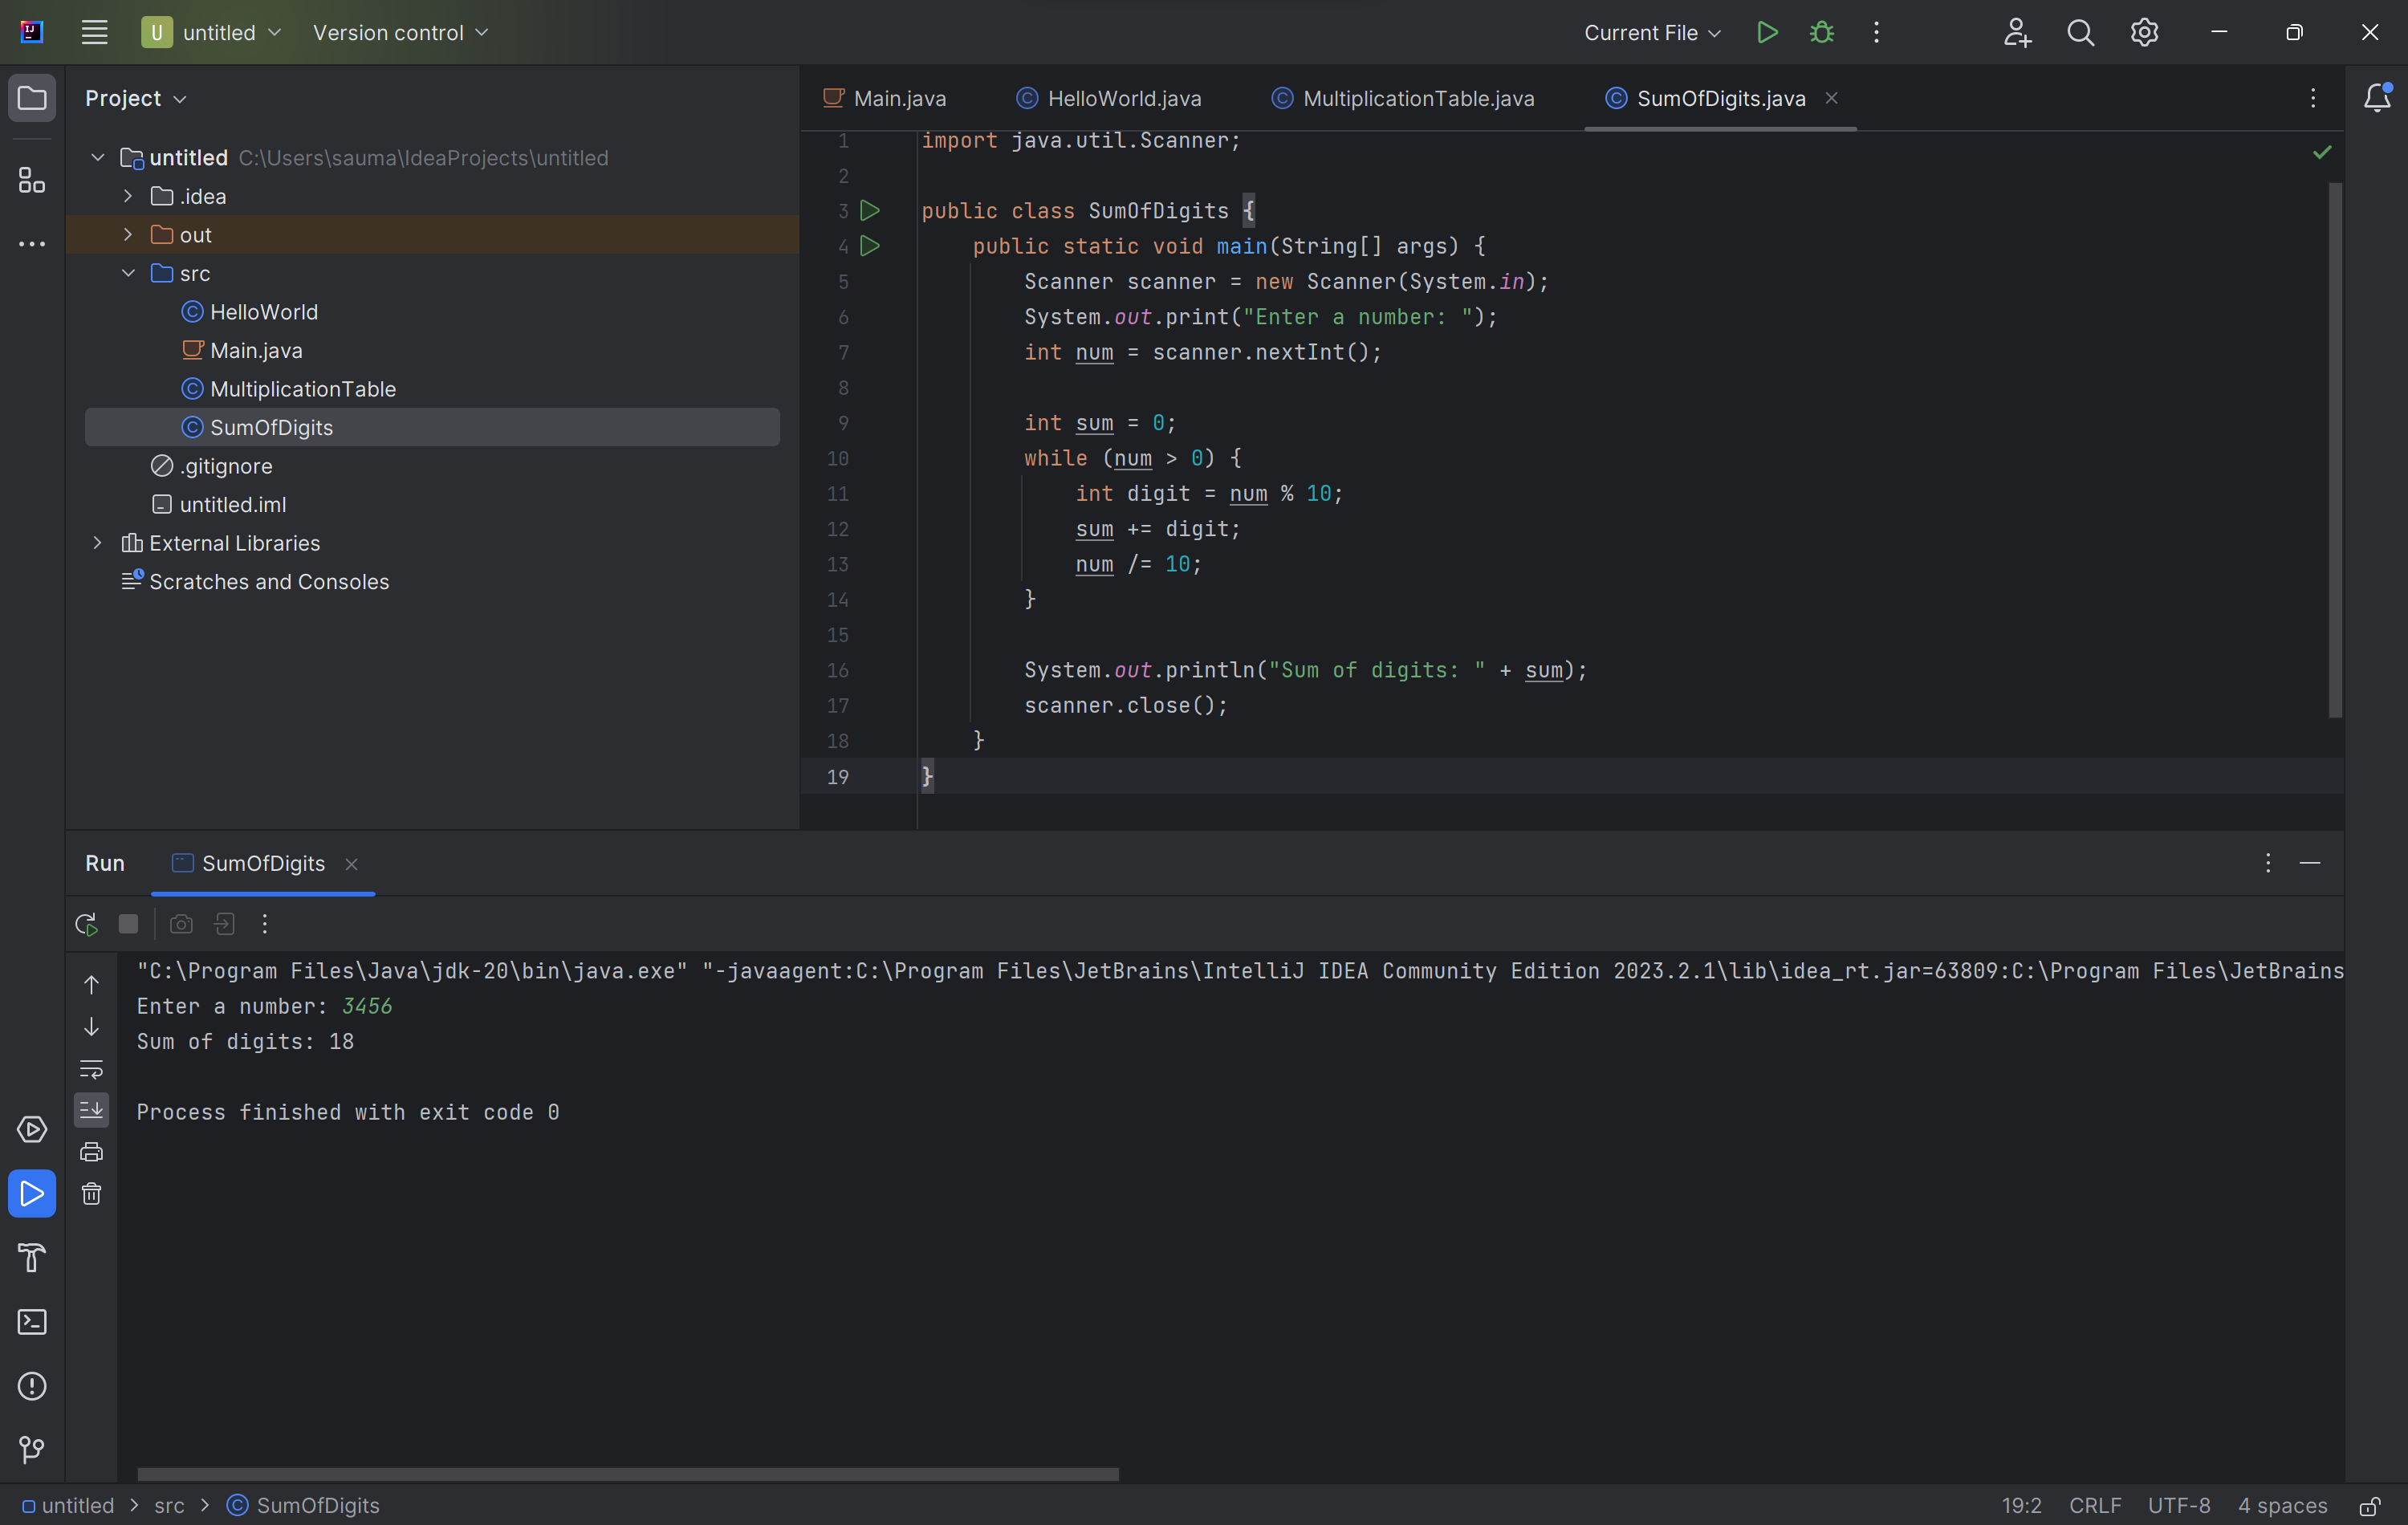 U untitled Version control Current File
Project
Main.java HelloWorld.java MultiplicationTable.java SumOfDigits.java
untitled C:\Users\sauma\IdeaProjects\untitled
.idea
out
src
HelloWorld
Main.java
MultiplicationTable
SumOfDigits
.gitignore
untitled.iml
External Libraries
Scratches and Consoles
1 import java.util.Scanner;
2
3 public class SumOfDigits {
4     public static void main(String[] args) {
5         Scanner scanner = new Scanner(System.in);
6         System.out.print("Enter a number: ");
7         int num = scanner.nextInt();
8
9         int sum = 0;
10         while (num > 0) {
11             int digit = num % 10;
12             sum += digit;
13             num /= 10;
14         }
15
16         System.out.println("Sum of digits: " + sum);
17         scanner.close();
18     }
19 }
Run SumOfDigits
"C:\Program Files\Java\jdk-20\bin\java.exe" "-javaagent:C:\Program Files\JetBrains\IntelliJ IDEA Community Edition 2023.2.1\lib\idea_rt.jar=63809:C:\Program Files\JetBrains
Enter a number: 3456
Sum of digits: 18
Process finished with exit code 0
untitled > src > SumOfDigits 19:2 CRLF UTF-8 4 spaces